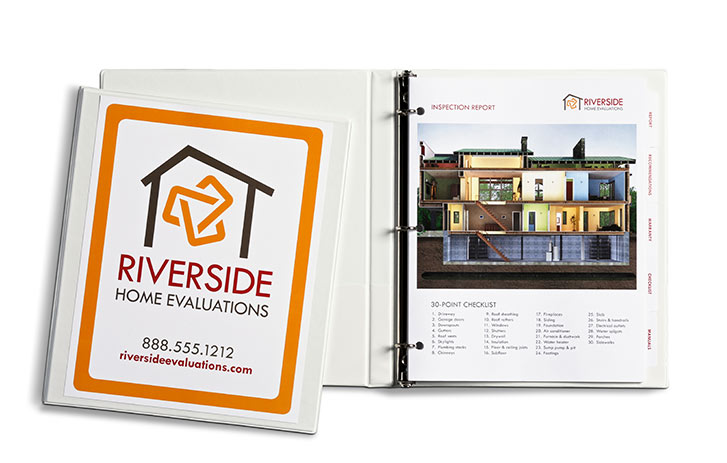 RIVERSIDE
HOME EVALUATIONS
888.555.1212
riversideevaluations.com
INSPECTION REPORT
RIVERSIDE
HOME EVALUATIONS
REPORT
RECOMMENDATIONS
WARRANTY
CHECKLIST
MANUALS
30-POINT CHECKLIST
1. Driveway
2. Garage doors
3. Downspouts
4. Gutters
5. Roof vents
6. Skylights
7. Plumbing stacks
8. Chimneys
9. Roof sheathing
10. Roof rafters
11. Windows
12. Shutters
13. Drywall
14. Insulation
15. Floor & ceiling joists
16. Subfloor
17. Fireplaces
18. Siding
19. Foundation
20. Air conditioner
21. Furnace & ductwork
22. Water heater
23. Sump pump & pit
24. Footings
25. Slab
26. Stairs & handrails
27. Electrical outlets
28. Water spigots
29. Porches
30. Sidewalks